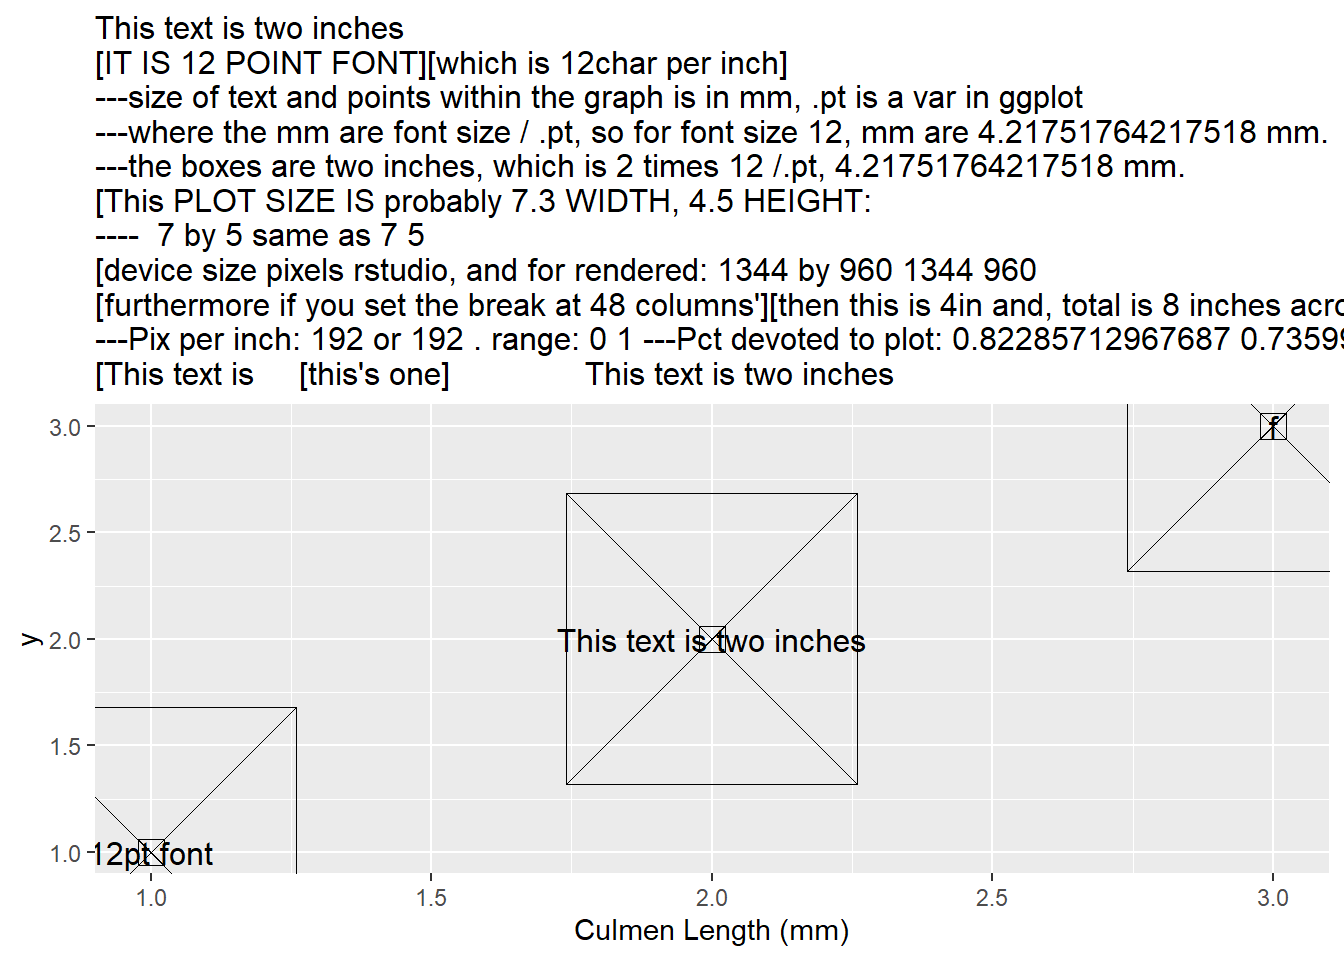 This text is two inches
[IT IS 12 POINT FONT][which is 12char per inch]
---size of text and points within the graph is in mm, .pt is a var in ggplot
---where the mm are font size / .pt, so for font size 12, mm are 4.21751764217518 mm.
---the boxes are two inches, which is 2 times 12 /.pt, 4.21751764217518 mm.
[This PLOT SIZE IS probably 7.3 WIDTH, 4.5 HEIGHT:
----  7 by 5 same as 7 5
[device size pixels rstudio, and for rendered: 1344 by 960 1344 960
[furthermore if you set the break at 48 columns'][then this is 4in and, total is 8 inches acro
---Pix per inch: 192 or 192 . range: 0 1 ---Pct devoted to plot: 0.82285712967687 0.7359
[This text is     [this's one]               This text is two inches
3.0
f
2.5
y
2.0
This text is two inches
1.5
1.0
12pt font
1.0 1.5 2.0 2.5 3.0
Culmen Length (mm)